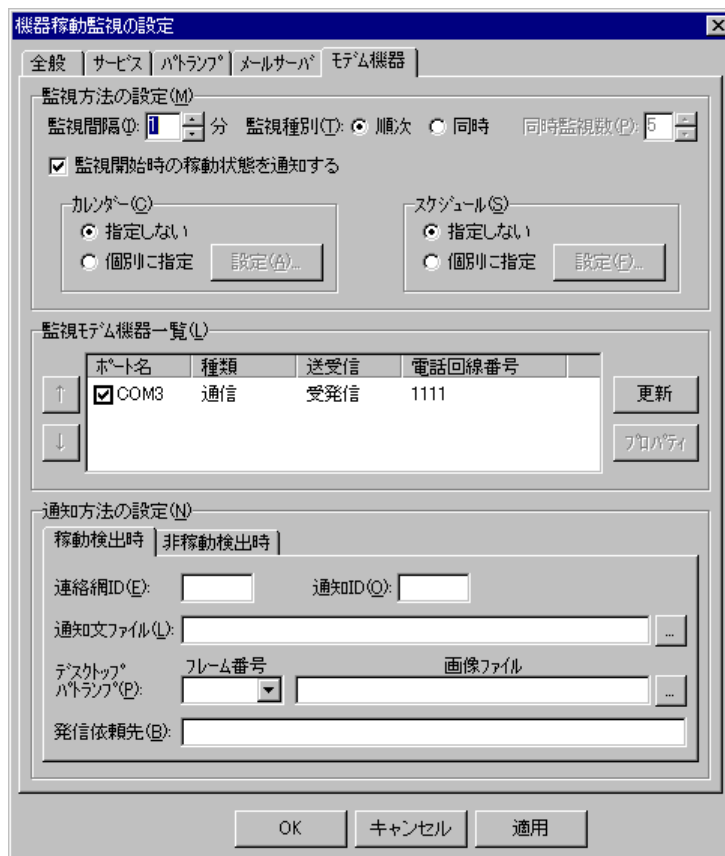 機器稼動監視の設定
全般 サービス パトランプ メールサーバ モデム機器
監視方法の設定(M)
監視間隔(I): 1 分 監視種別(T): 順次 同時 同時監視数(P): 5
監視開始時の稼動状態を通知する
カレンダー(C) スケジュール(S)
指定しない 指定しない
個別に指定 設定(A)... 個別に指定 設定(F)...
監視モデム機器一覧(L)
ポート名 種類 送受信 電話回線番号
↑ COM3 通信 受発信 1111 更新
↓ プロパティ
通知方法の設定(N)
稼動検出時 非稼動検出時
連絡網ID(E): 通知ID(O):
通知文ファイル(L): ...
デスクトップ フレーム番号 画像ファイル
パトランプ(P): ...
発信依頼先(B):
OK キャンセル 適用